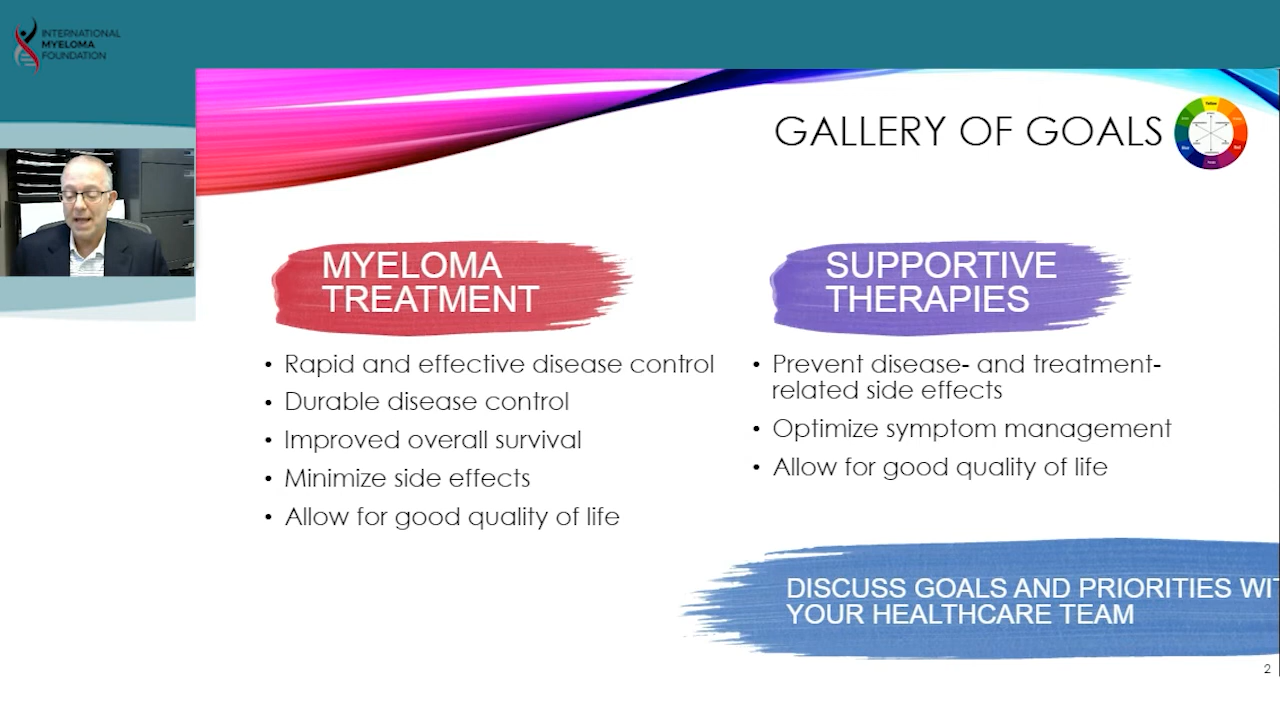 INTERNATIONAL
MYELOMA
FOUNDATION
GALLERY OF GOALS
Yellow
MYELOMA
TREATMENT
• Rapid and effective disease control
• Durable disease control
• Improved overall survival
• Minimize side effects
• Allow for good quality of life
SUPPORTIVE
THERAPIES
• Prevent disease- and treatment-
related side effects
• Optimize symptom management
• Allow for good quality of life
DISCUSS GOALS AND PRIORITIES WIT
YOUR HEALTHCARE TEAM
2